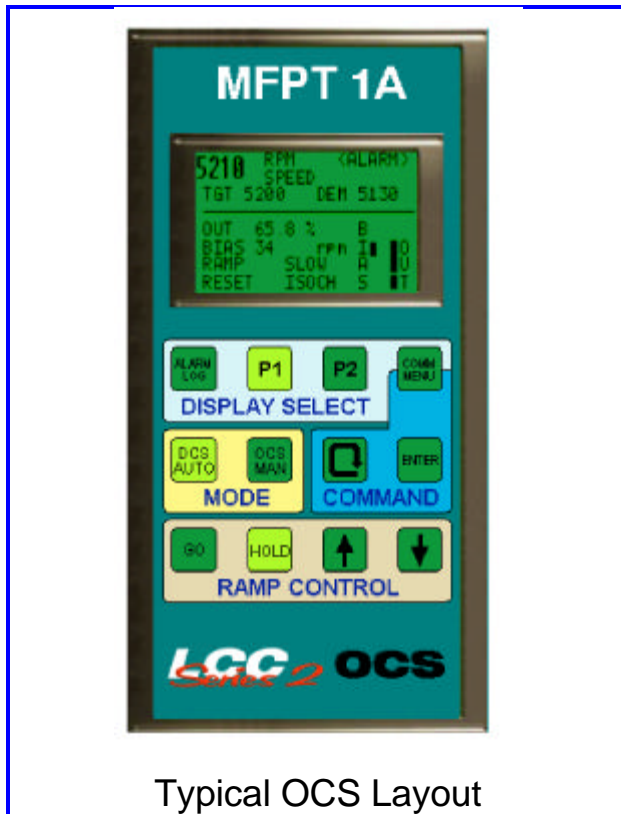 MFPT 1A
5210 RPM <ALARM>
SPEED
TGT 5200 DEM 5130
OUT 65.8 % B
BIAS 34 rpm I O
RAMP SLOW A U
RESET ISOCH S T
ALARM LOG P1 P2 COMM MENU
DISPLAY SELECT
DCS AUTO OCS MAN ENTER
MODE COMMAND
GO HOLD
RAMP CONTROL
LCC Series 2 OCS
Typical OCS Layout